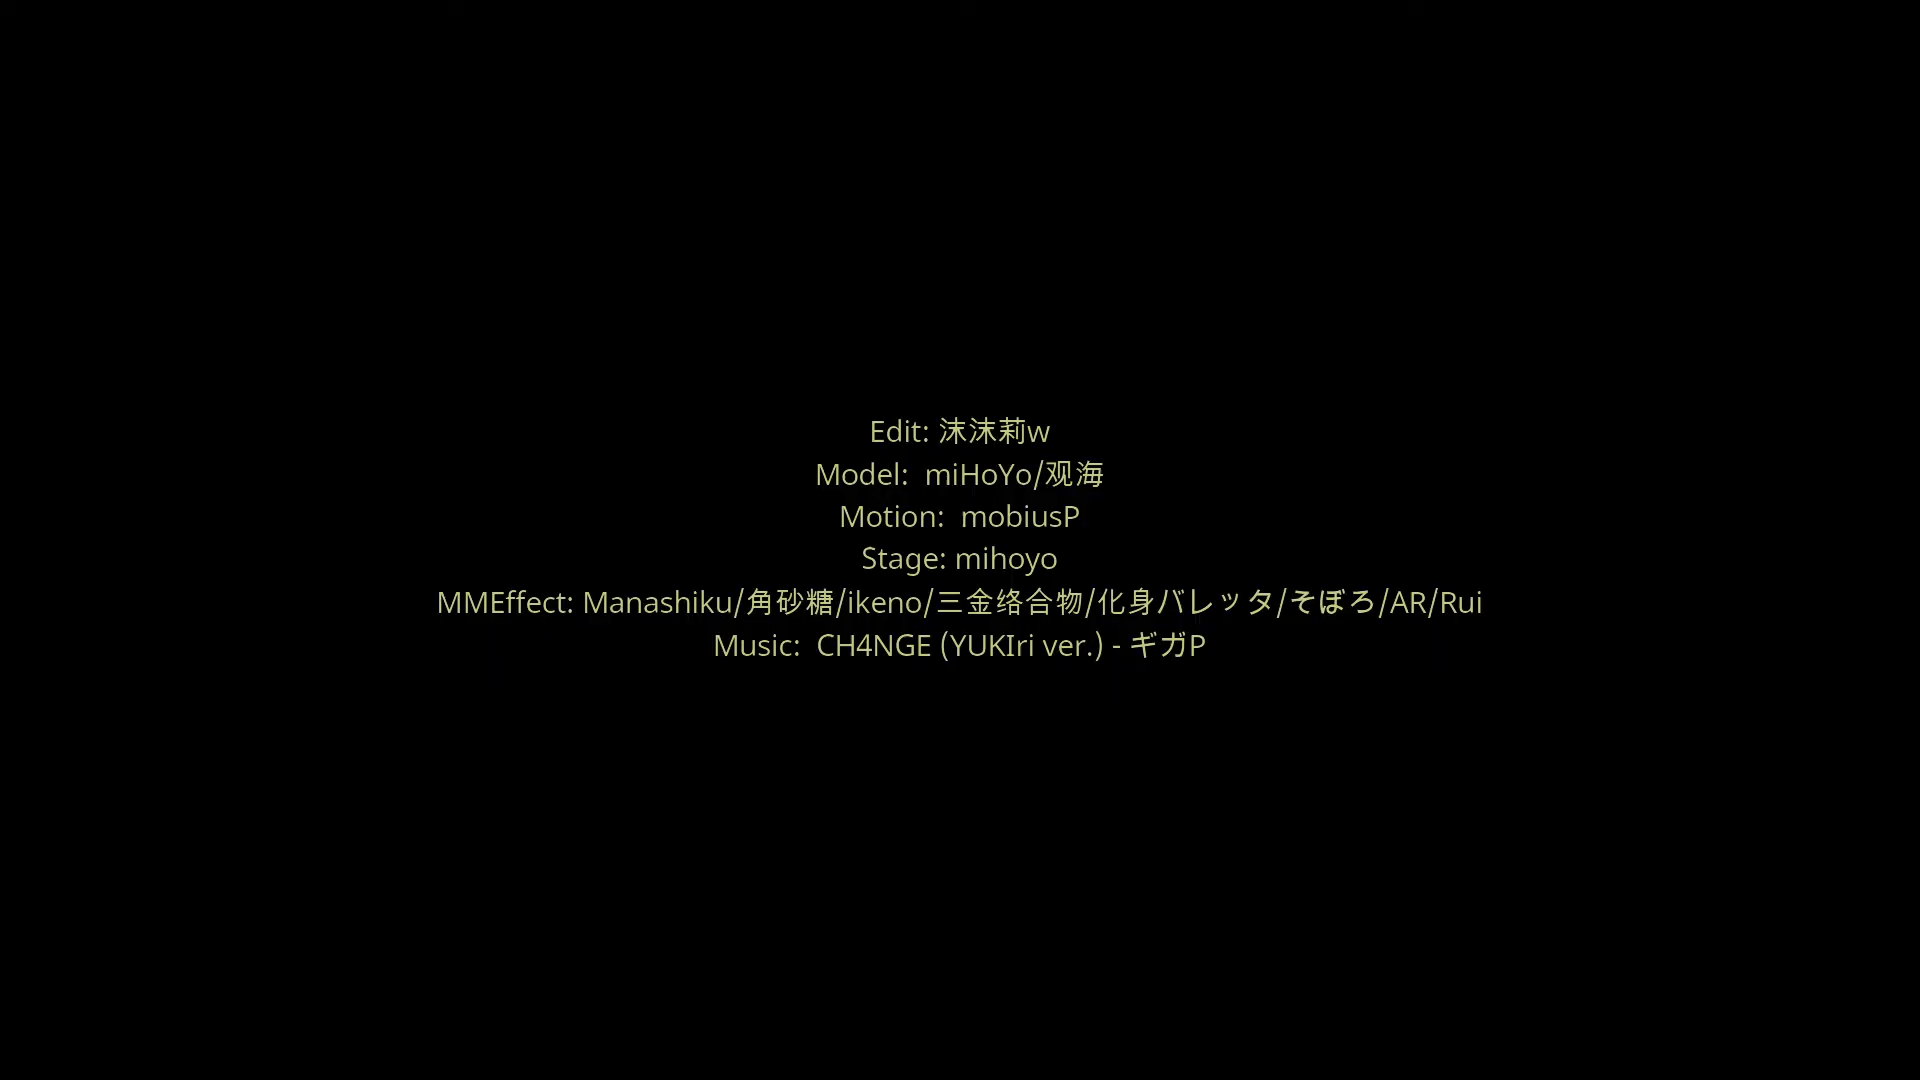 Edit: 沫沫莉w
Model:  miHoYo/观海
Motion:  mobiusP
Stage: mihoyo
MMEffect: Manashiku/角砂糖/ikeno/三金络合物/化身バレッタ/そぼろ/AR/Rui
Music:  CH4NGE (YUKIri ver.) - ギガP